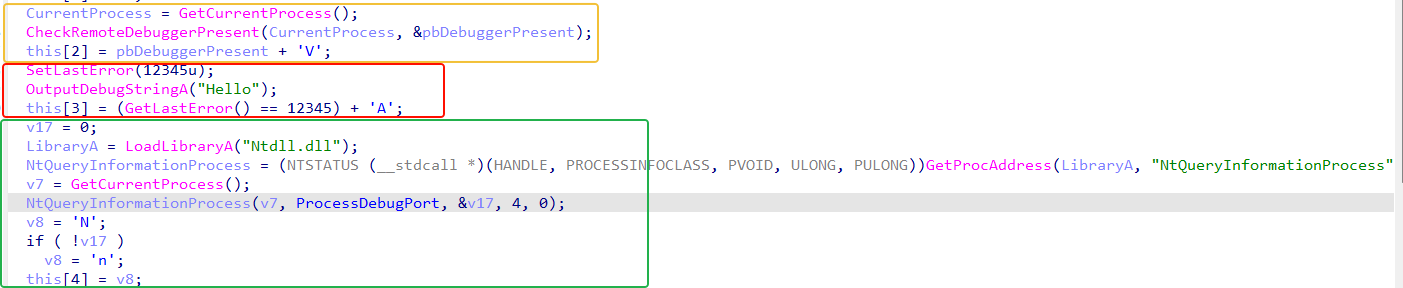 CurrentProcess = GetCurrentProcess();
CheckRemoteDebuggerPresent(CurrentProcess, &pbDebuggerPresent);
this[2] = pbDebuggerPresent + 'V';
SetLastError(12345u);
OutputDebugStringA("Hello");
this[3] = (GetLastError() == 12345) + 'A';
v17 = 0;
LibraryA = LoadLibraryA("Ntdll.dll");
NtQueryInformationProcess = (NTSTATUS (__stdcall *)(HANDLE, PROCESSINFOCLASS, PVOID, ULONG, PULONG))GetProcAddress(LibraryA, "NtQueryInformationProcess"
v7 = GetCurrentProcess();
NtQueryInformationProcess(v7, ProcessDebugPort, &v17, 4, 0);
v8 = 'N';
if ( !v17 )
v8 = 'n';
this[4] = v8;